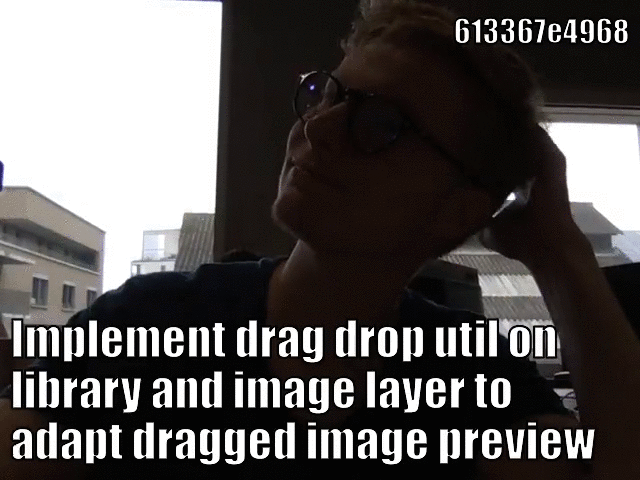 613367e4968
Implement drag drop util on
library and image layer to
adapt dragged image preview